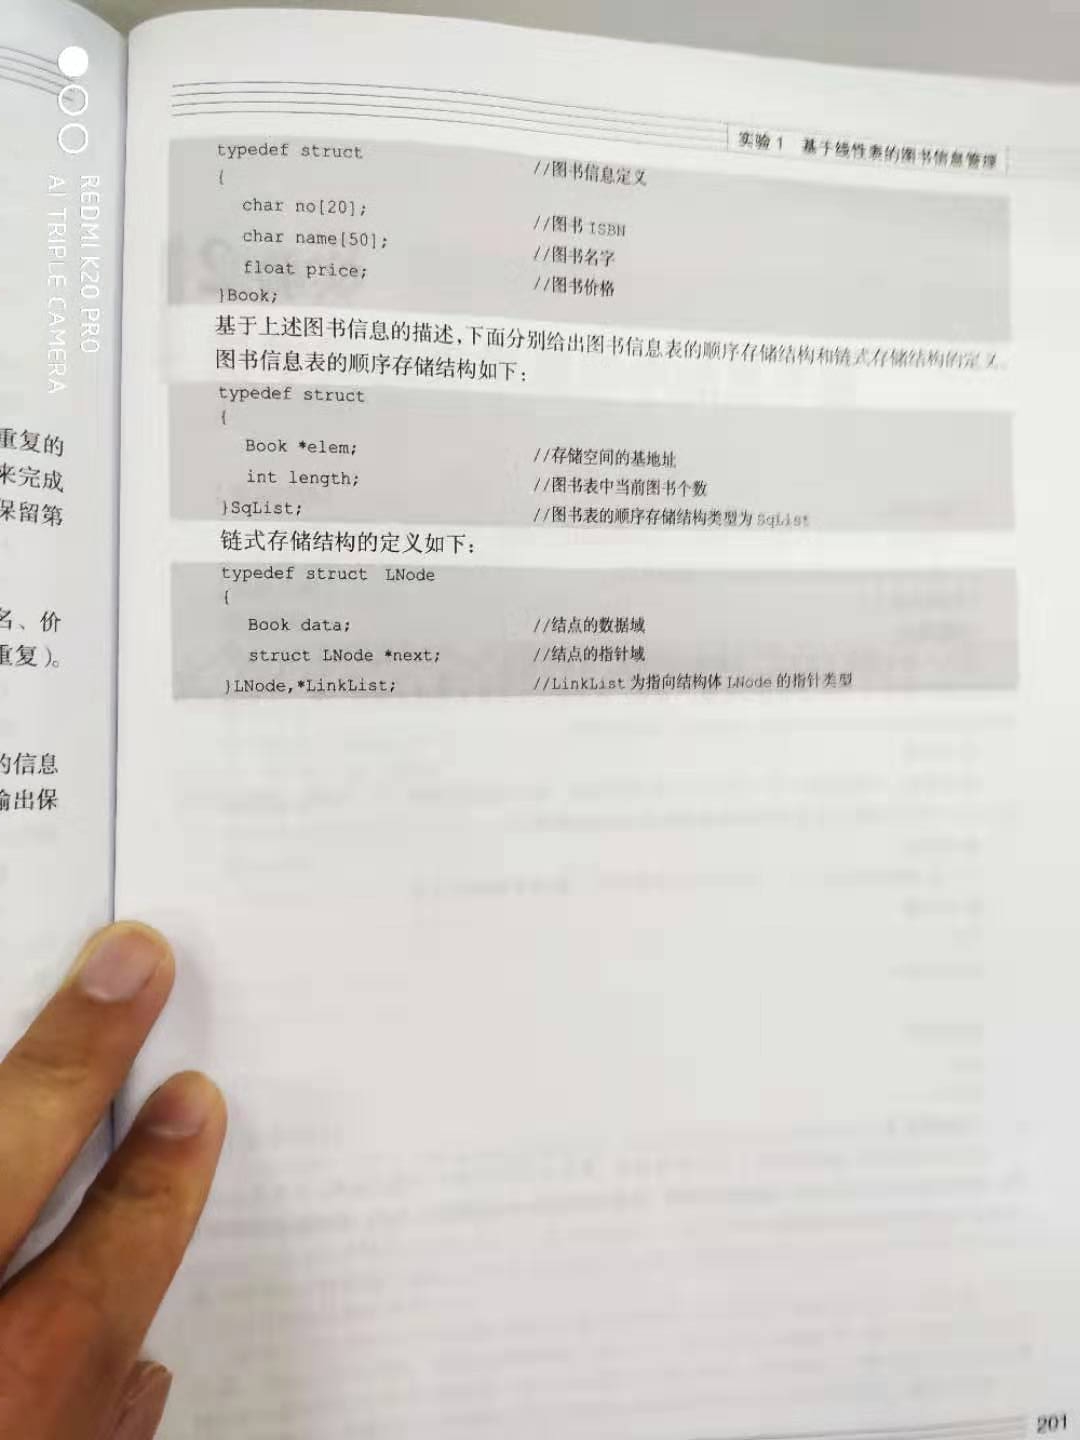 REDMI K20 PRO
AI TRIPLE CAMERA
重复的
来完成
保留第
名、价
重复)。
的信息
输出保
实验1 基于线性表的图书信息管理
typedef struct //图书信息定义
{
char no[20]; //图书 ISBN
char name[50]; //图书名字
float price; //图书价格
}Book;
基于上述图书信息的描述,下面分别给出图书信息表的顺序存储结构和链式存储结构的定义。
图书信息表的顺序存储结构如下:
typedef struct
{
Book *elem; //存储空间的基地址
int length; //图书表中当前图书个数
}SqList; //图书表的顺序存储结构类型为 SqList
链式存储结构的定义如下:
typedef struct LNode
{
Book data; //结点的数据域
struct LNode *next; //结点的指针域
}LNode,*LinkList; //LinkList 为指向结构体 LNode 的指针类型
201